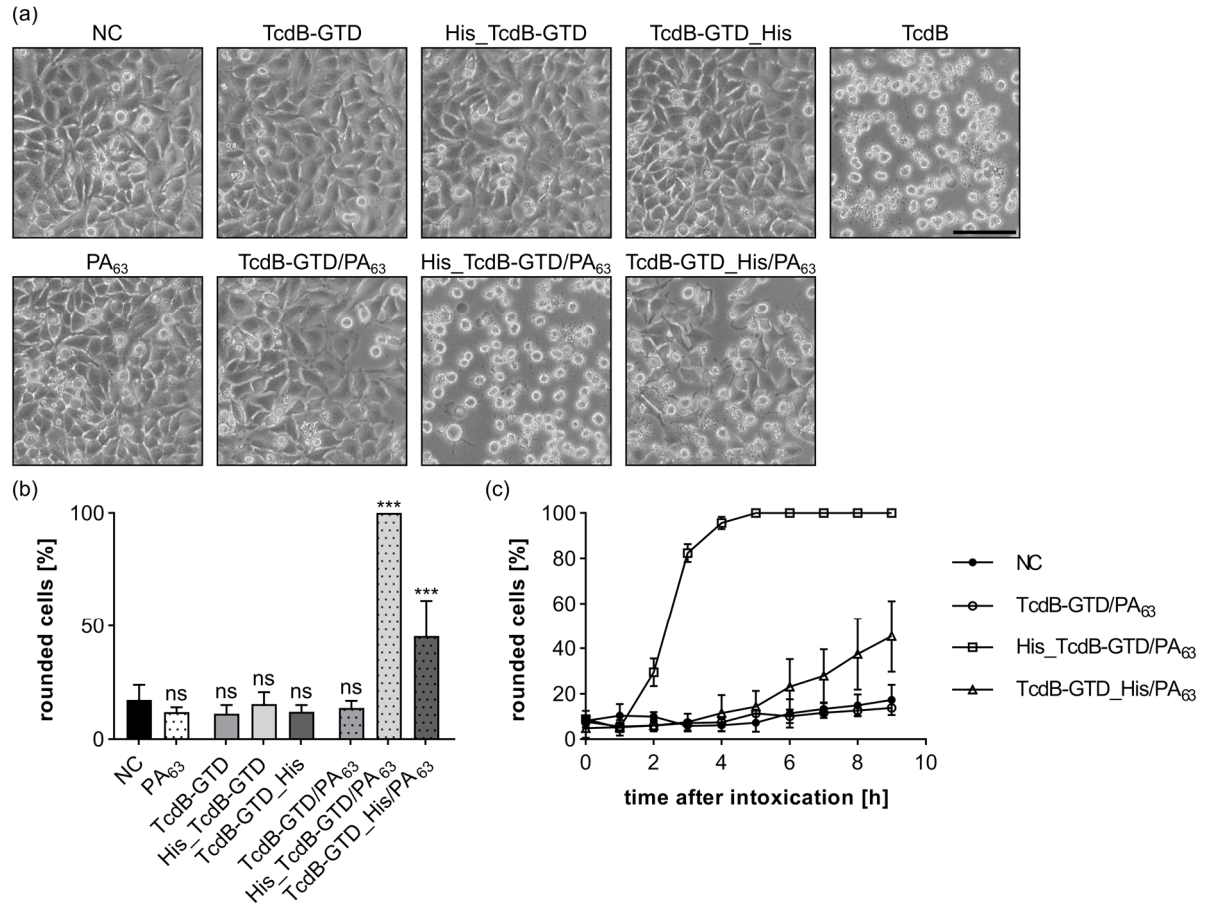 (a)
NC TcdB-GTD His_TcdB-GTD TcdB-GTD_His TcdB
PA63 TcdB-GTD/PA63 His_TcdB-GTD/PA63 TcdB-GTD_His/PA63
(b)
rounded cells [%]
100
50
0
ns ns ns ns ns *** ***
NC
PA63
TcdB-GTD
His_TcdB-GTD
TcdB-GTD_His
TcdB-GTD/PA63
His_TcdB-GTD/PA63
TcdB-GTD_His/PA63
(c)
rounded cells [%]
100
80
60
40
20
0
0 2 4 6 8 10
time after intoxication [h]
NC
TcdB-GTD/PA63
His_TcdB-GTD/PA63
TcdB-GTD_His/PA63